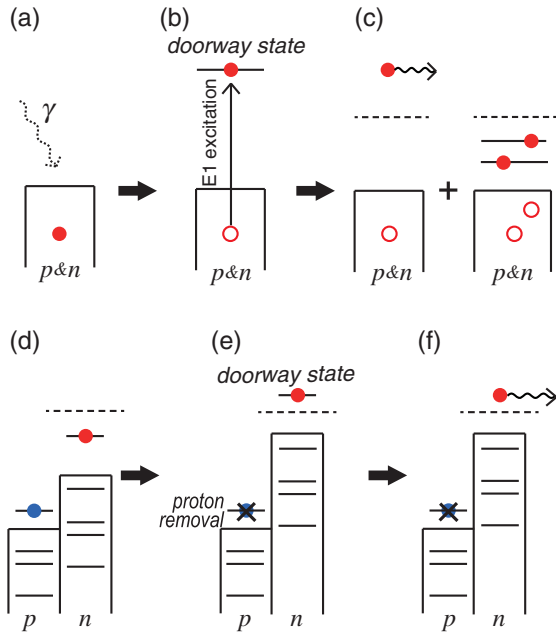 (a)
(b)
(c)
doorway state
γ
E1 excitation
+
p&n
p&n
p&n
p&n
(d)
(e)
(f)
doorway state
proton
removal
p
n
p
n
p
n